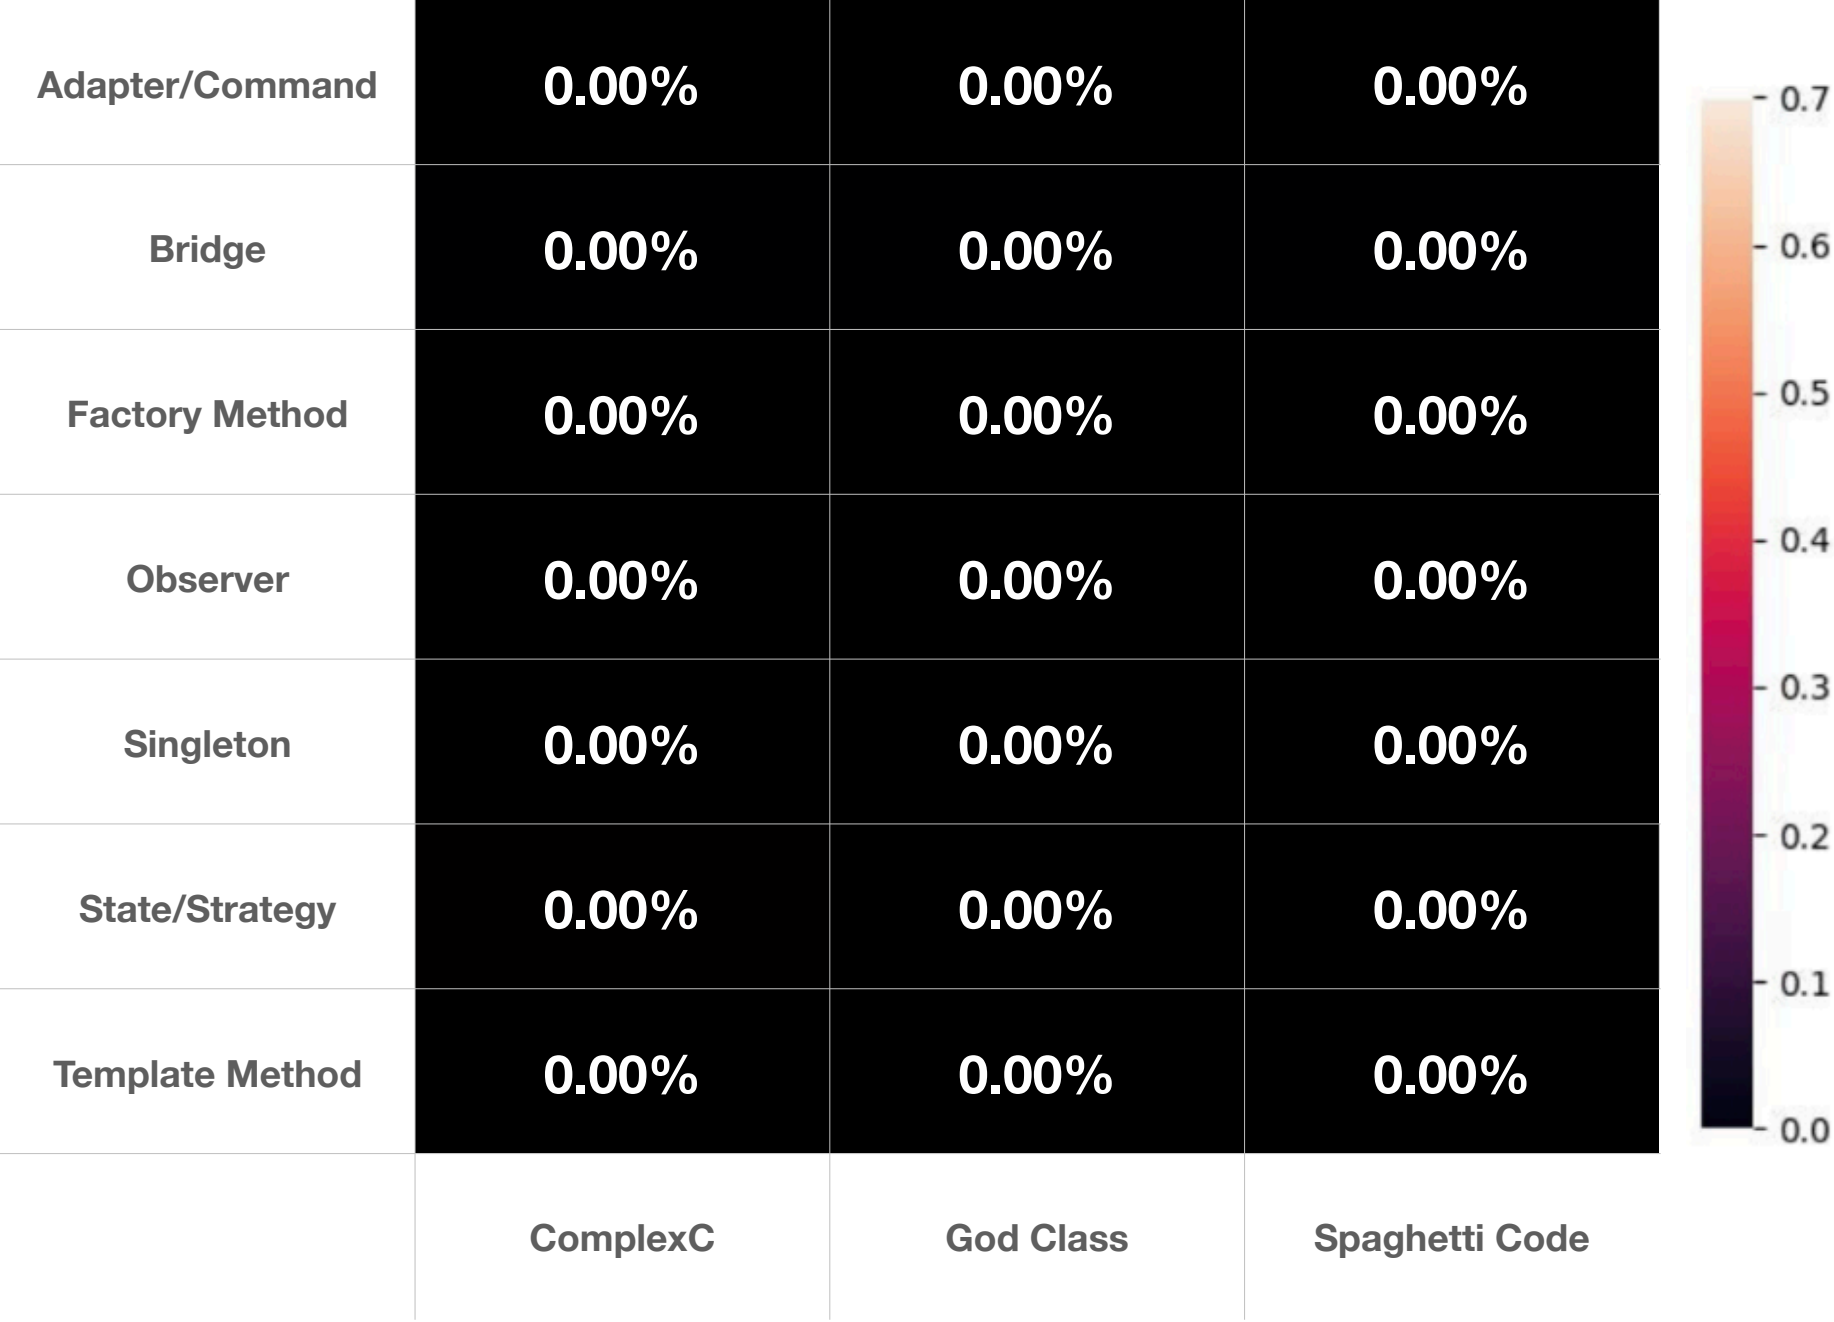 Adapter/Command 0.00% 0.00% 0.00%
Bridge 0.00% 0.00% 0.00%
Factory Method 0.00% 0.00% 0.00%
Observer 0.00% 0.00% 0.00%
Singleton 0.00% 0.00% 0.00%
State/Strategy 0.00% 0.00% 0.00%
Template Method 0.00% 0.00% 0.00%
ComplexC God Class Spaghetti Code
0.7
0.6
0.5
0.4
0.3
0.2
0.1
0.0